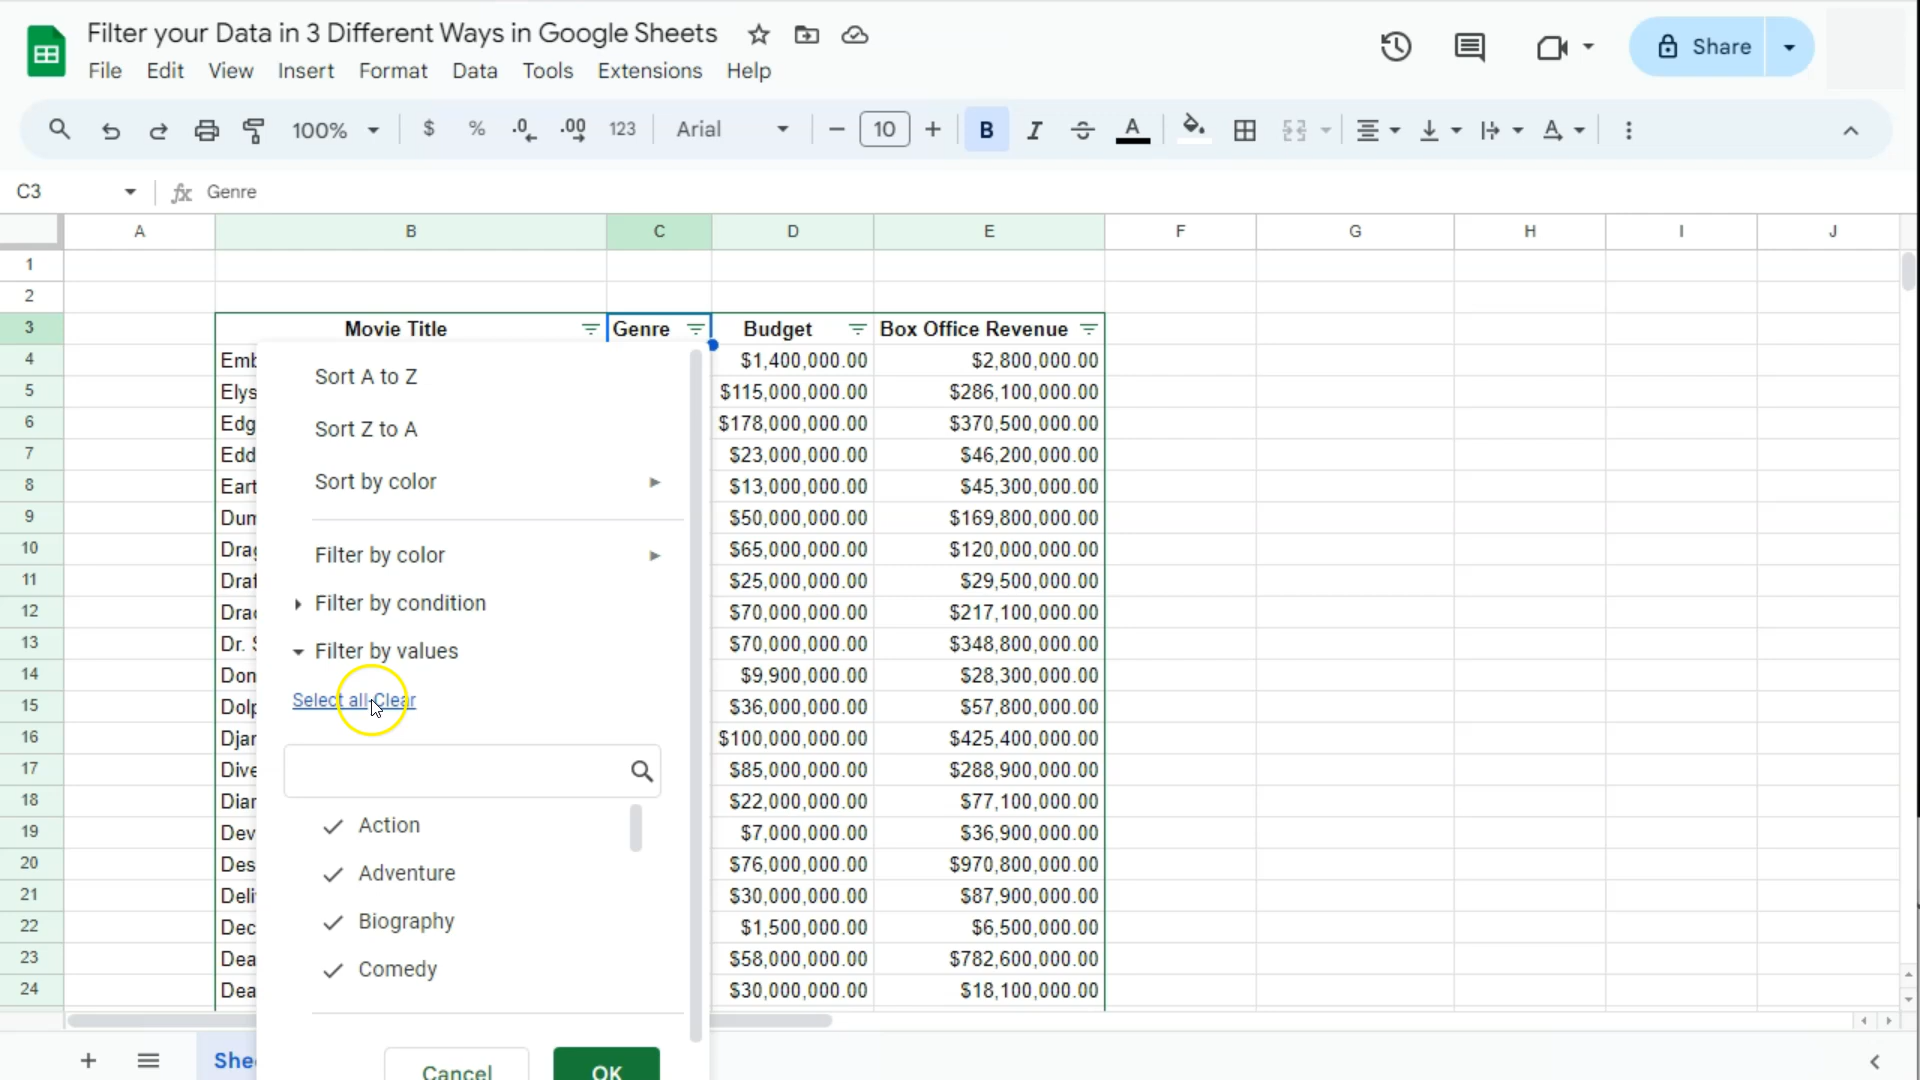 Filter your Data in 3 Different Ways in Google Sheets
File Edit View Insert Format Data Tools Extensions Help
Share
100% $ % .0 .00 123 Arial 10 B I A A
C3 fx Genre
A B C D E F G H I J
1
2
3 Movie Title Genre Budget Box Office Revenue
4 Emb $1,400,000.00 $2,800,000.00
5 Elys $115,000,000.00 $286,100,000.00
6 Edg $178,000,000.00 $370,500,000.00
7 Edd $23,000,000.00 $46,200,000.00
8 Eart $13,000,000.00 $45,300,000.00
9 Dum $50,000,000.00 $169,800,000.00
10 Drag $65,000,000.00 $120,000,000.00
11 Draf $25,000,000.00 $29,500,000.00
12 Drac $70,000,000.00 $217,100,000.00
13 Dr. S $70,000,000.00 $348,800,000.00
14 Don $9,900,000.00 $28,300,000.00
15 Dolp $36,000,000.00 $57,800,000.00
16 Djan $100,000,000.00 $425,400,000.00
17 Dive $85,000,000.00 $288,900,000.00
18 Diar $22,000,000.00 $77,100,000.00
19 Dev $7,000,000.00 $36,900,000.00
20 Des $76,000,000.00 $970,800,000.00
21 Deli $30,000,000.00 $87,900,000.00
22 Dec $1,500,000.00 $6,500,000.00
23 Dea $58,000,000.00 $782,600,000.00
24 Dea $30,000,000.00 $18,100,000.00
Sort A to Z
Sort Z to A
Sort by color
Filter by color
Filter by condition
Filter by values
Select all Clear
Action
Adventure
Biography
Comedy
Cancel OK
Shee